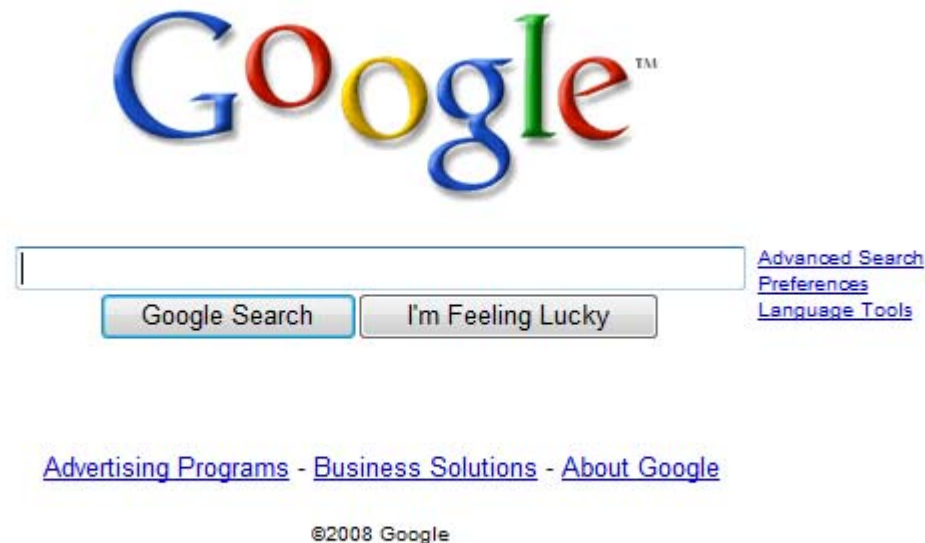 Google™
Advanced Search
Preferences
Google Search I'm Feeling Lucky
Language Tools
Advertising Programs - Business Solutions - About Google
©2008 Google